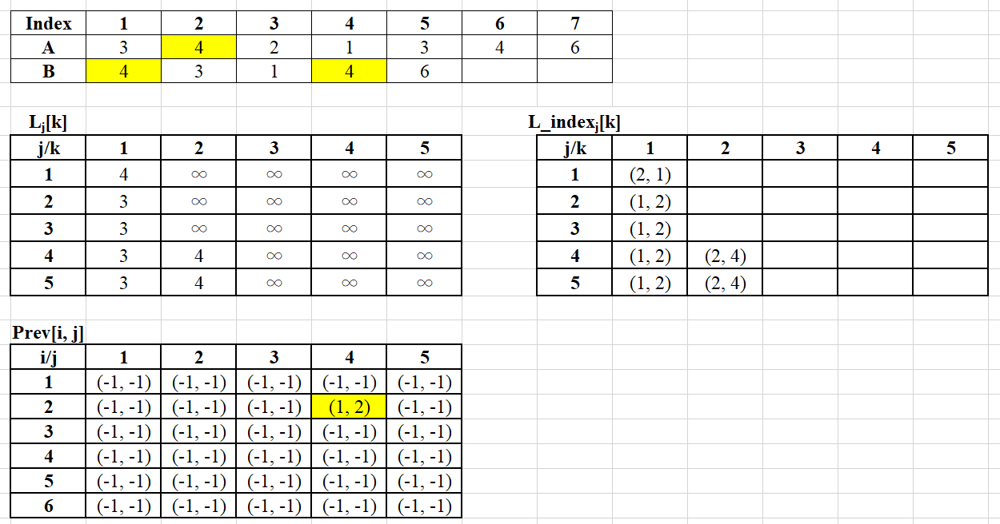 Index 1 2 3 4 5 6 7
A 3 4 2 1 3 4 6
B 4 3 1 4 6
Lj[k]
j/k 1 2 3 4 5
1 4 ∞ ∞ ∞ ∞
2 3 ∞ ∞ ∞ ∞
3 3 ∞ ∞ ∞ ∞
4 3 4 ∞ ∞ ∞
5 3 4 ∞ ∞ ∞
L_indexj[k]
j/k 1 2 3 4 5
1 (2, 1)
2 (1, 2)
3 (1, 2)
4 (1, 2) (2, 4)
5 (1, 2) (2, 4)
Prev[i, j]
i/j 1 2 3 4 5
1 (-1, -1) (-1, -1) (-1, -1) (-1, -1) (-1, -1)
2 (-1, -1) (-1, -1) (-1, -1) (1, 2) (-1, -1)
3 (-1, -1) (-1, -1) (-1, -1) (-1, -1) (-1, -1)
4 (-1, -1) (-1, -1) (-1, -1) (-1, -1) (-1, -1)
5 (-1, -1) (-1, -1) (-1, -1) (-1, -1) (-1, -1)
6 (-1, -1) (-1, -1) (-1, -1) (-1, -1) (-1, -1)